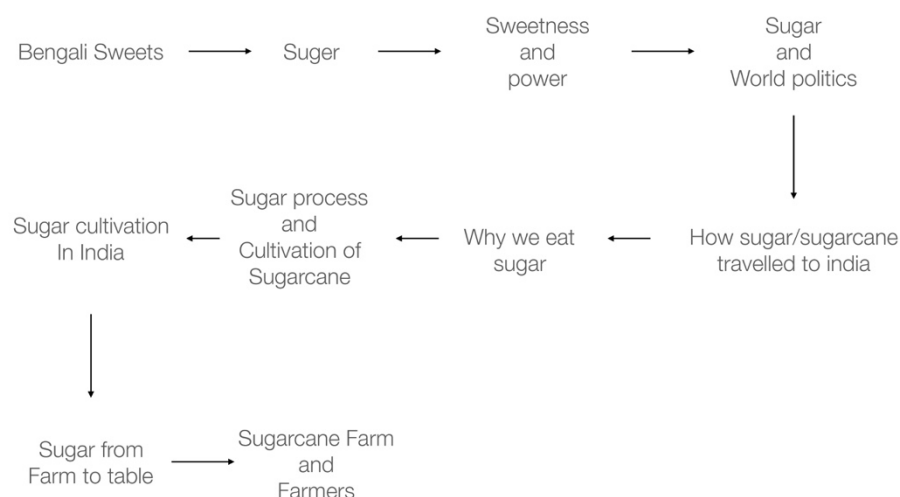 Bengali Sweets
Suger
Sweetness
and
power
Sugar
and
World politics
How sugar/sugarcane
travelled to india
Why we eat
sugar
Sugar process
and
Cultivation of
Sugarcane
Sugar cultivation
In India
Sugar from
Farm to table
Sugarcane Farm
and
Farmers